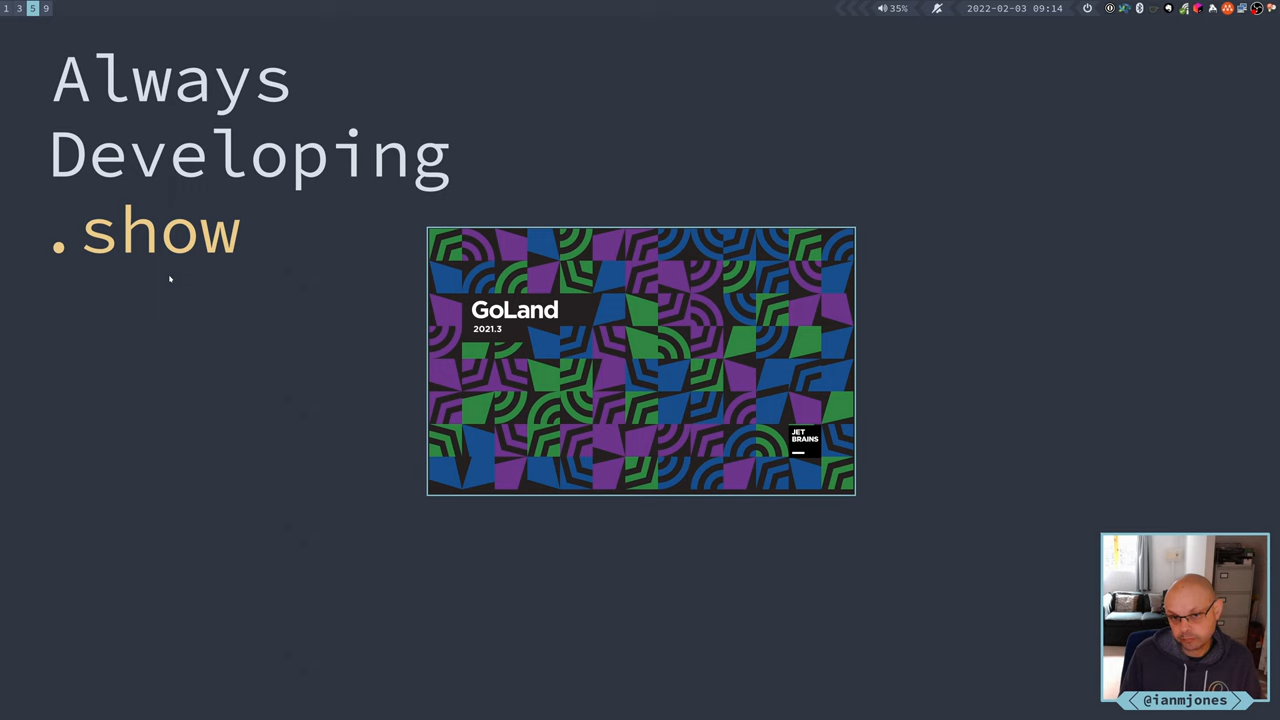 1 3 5 9
35%
2022-02-03 09:14
Always
Developing
.show
GoLand
2021.3
JET
BRAINS
@ianmjones